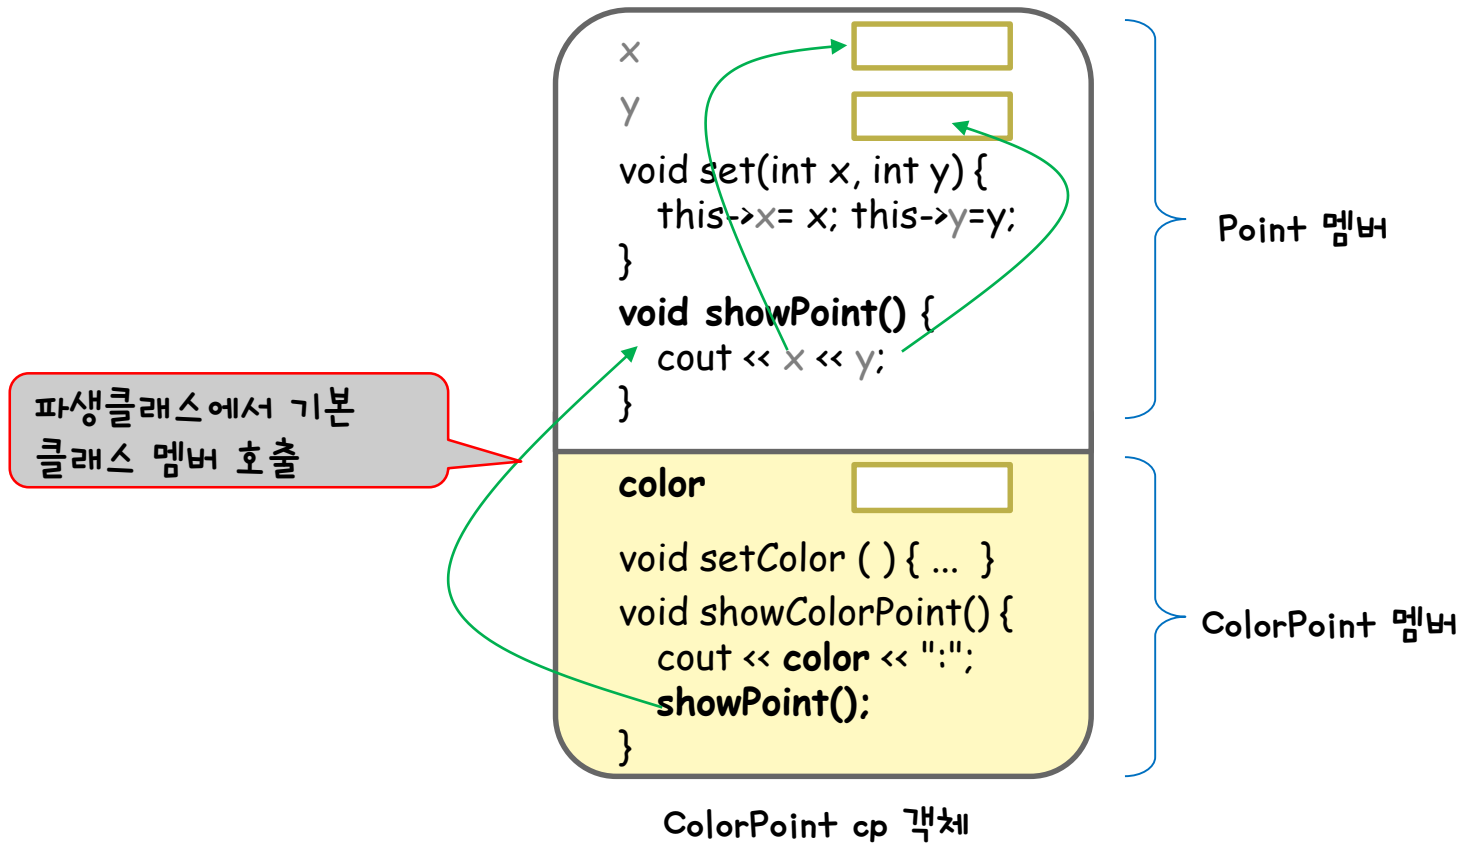 x
y
void set(int x, int y) {
this->x= x; this->y=y;
}
void showPoint() {
cout << x << y;
}
Point 멤버
파생클래스에서 기본
클래스 멤버 호출
color
void setColor ( ) { ... }
void showColorPoint() {
cout << color << ":";
showPoint();
}
ColorPoint 멤버
ColorPoint cp 객체